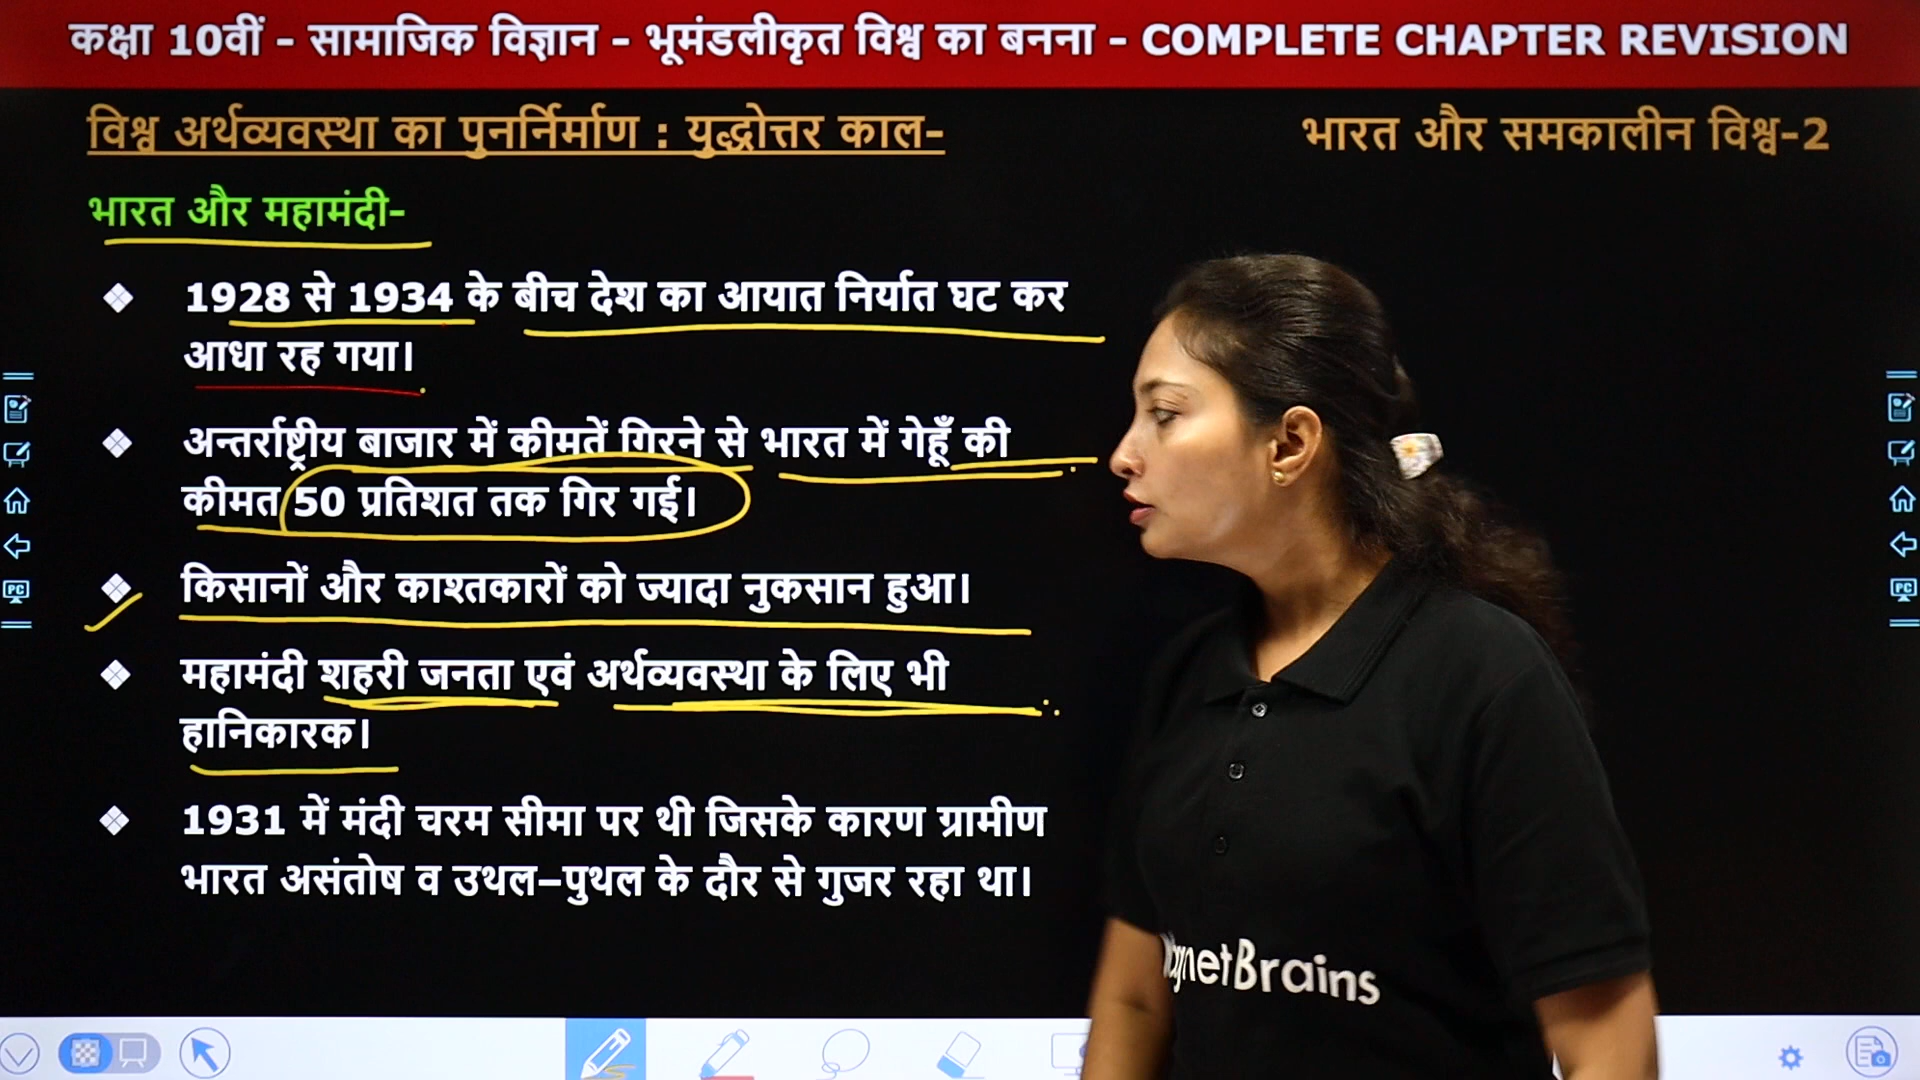 कक्षा 10वीं - सामाजिक विज्ञान - भूमंडलीकृत विश्व का बनना - COMPLETE CHAPTER REVISION
विश्व अर्थव्यवस्था का पुनर्निर्माण : युद्धोत्तर काल-
भारत और समकालीन विश्व-2
भारत और महामंदी-
❖ 1928 से 1934 के बीच देश का आयात निर्यात घट कर
आधा रह गया।
❖ अन्तर्राष्ट्रीय बाजार में कीमतें गिरने से भारत में गेहूँ की
कीमत 50 प्रतिशत तक गिर गई।
❖ किसानों और काश्तकारों को ज्यादा नुकसान हुआ।
❖ महामंदी शहरी जनता एवं अर्थव्यवस्था के लिए भी
हानिकारक।
❖ 1931 में मंदी चरम सीमा पर थी जिसके कारण ग्रामीण
भारत असंतोष व उथल–पुथल के दौर से गुजर रहा था।
PC
PC
gnetBrains